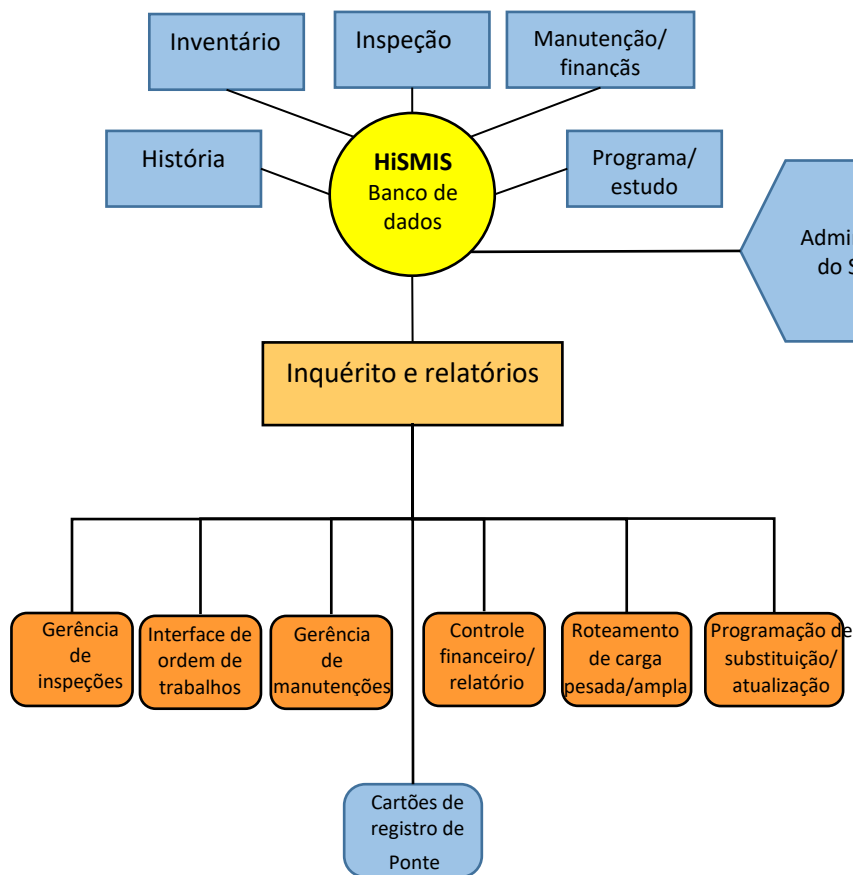 Inventário
Inspeção
Manutenção/
finançãs
História
HiSMIS
Banco de
dados
Programa/
estudo
do
Inquérito e relatórios
Gerência
de
inspeções
Interface de
ordem de
trabalhos
Gerência
de
manutenções
Controle
financeiro/
relatório
Roteamento
de carga
pesada/ampla
Programação de
substituição/
atualização
Cartões de
registro de
Ponte